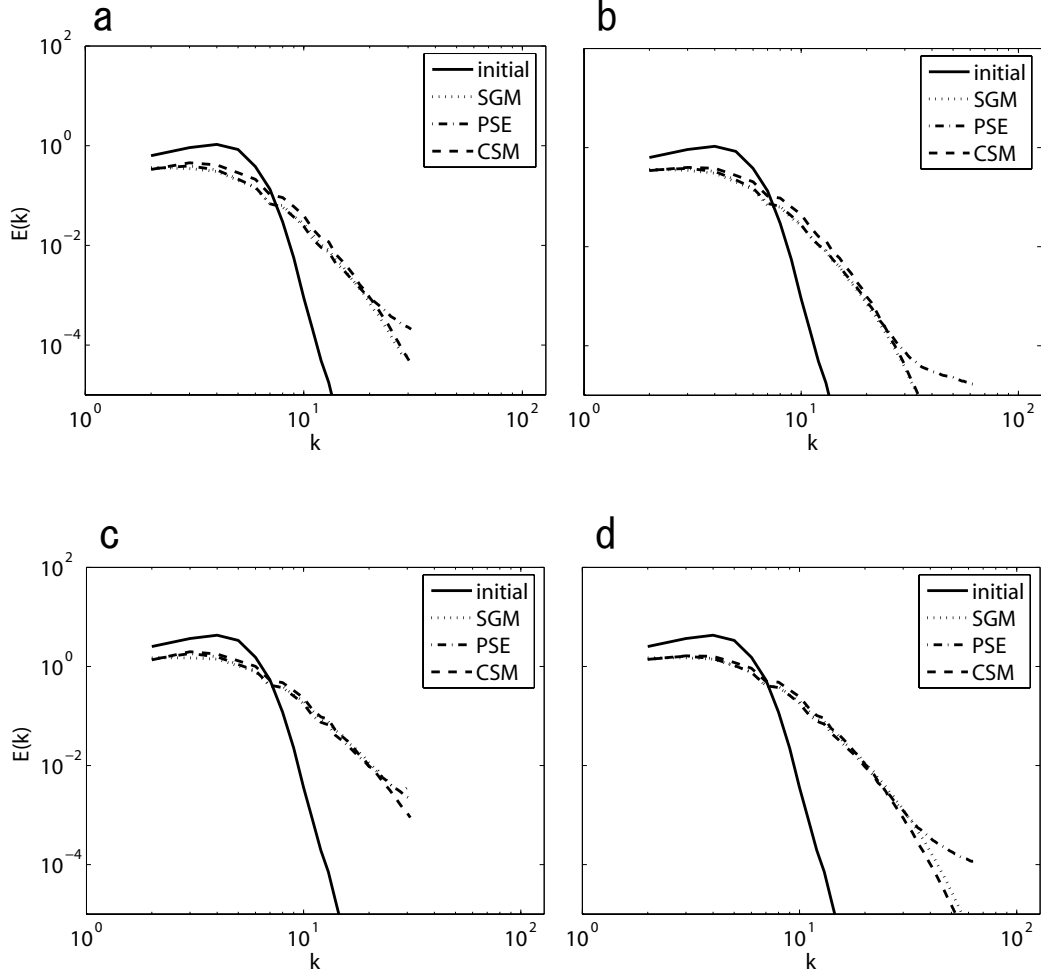 a
10^2
10^0
10^-2
10^-4
E(k)
10^0
10^1
10^2
k
initial
SGM
PSE
CSM
b
10^0
10^1
10^2
k
initial
SGM
PSE
CSM
c
10^2
10^0
10^-2
10^-4
E(k)
10^0
10^1
10^2
k
initial
SGM
PSE
CSM
d
10^0
10^1
10^2
k
initial
SGM
PSE
CSM